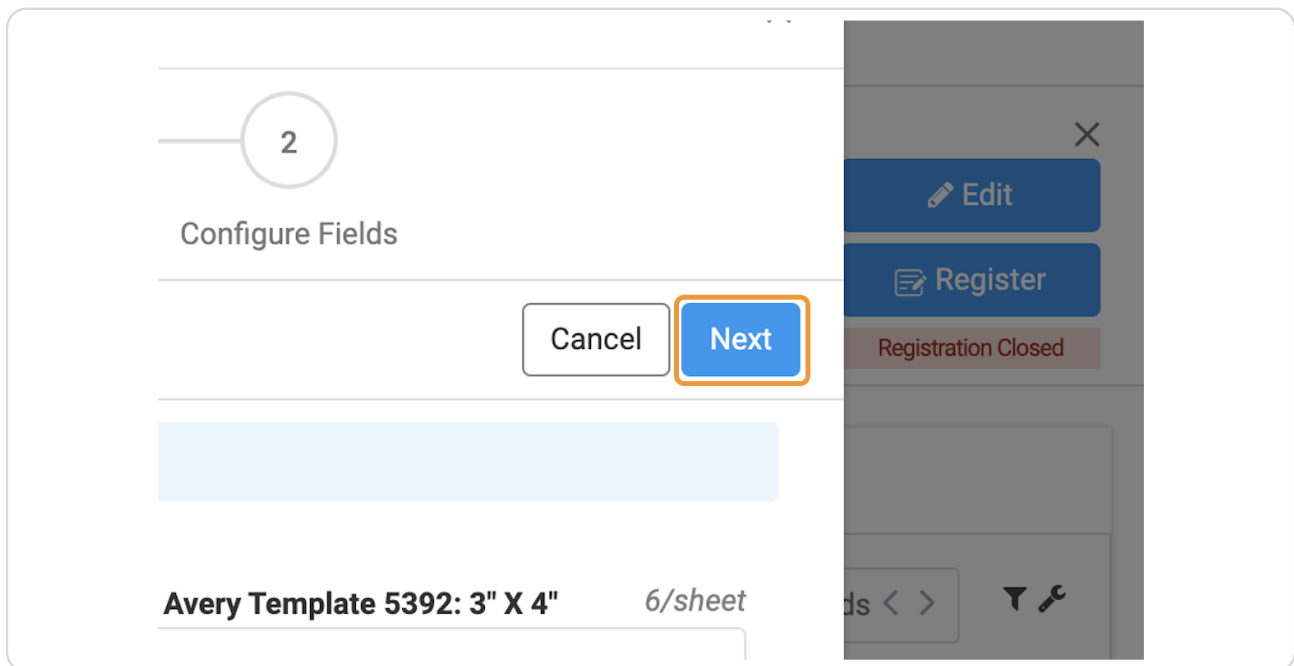 2
Configure Fields
Cancel
Next
Avery Template 5392: 3" X 4"
6/sheet
Edit
Register
Registration Closed
ds